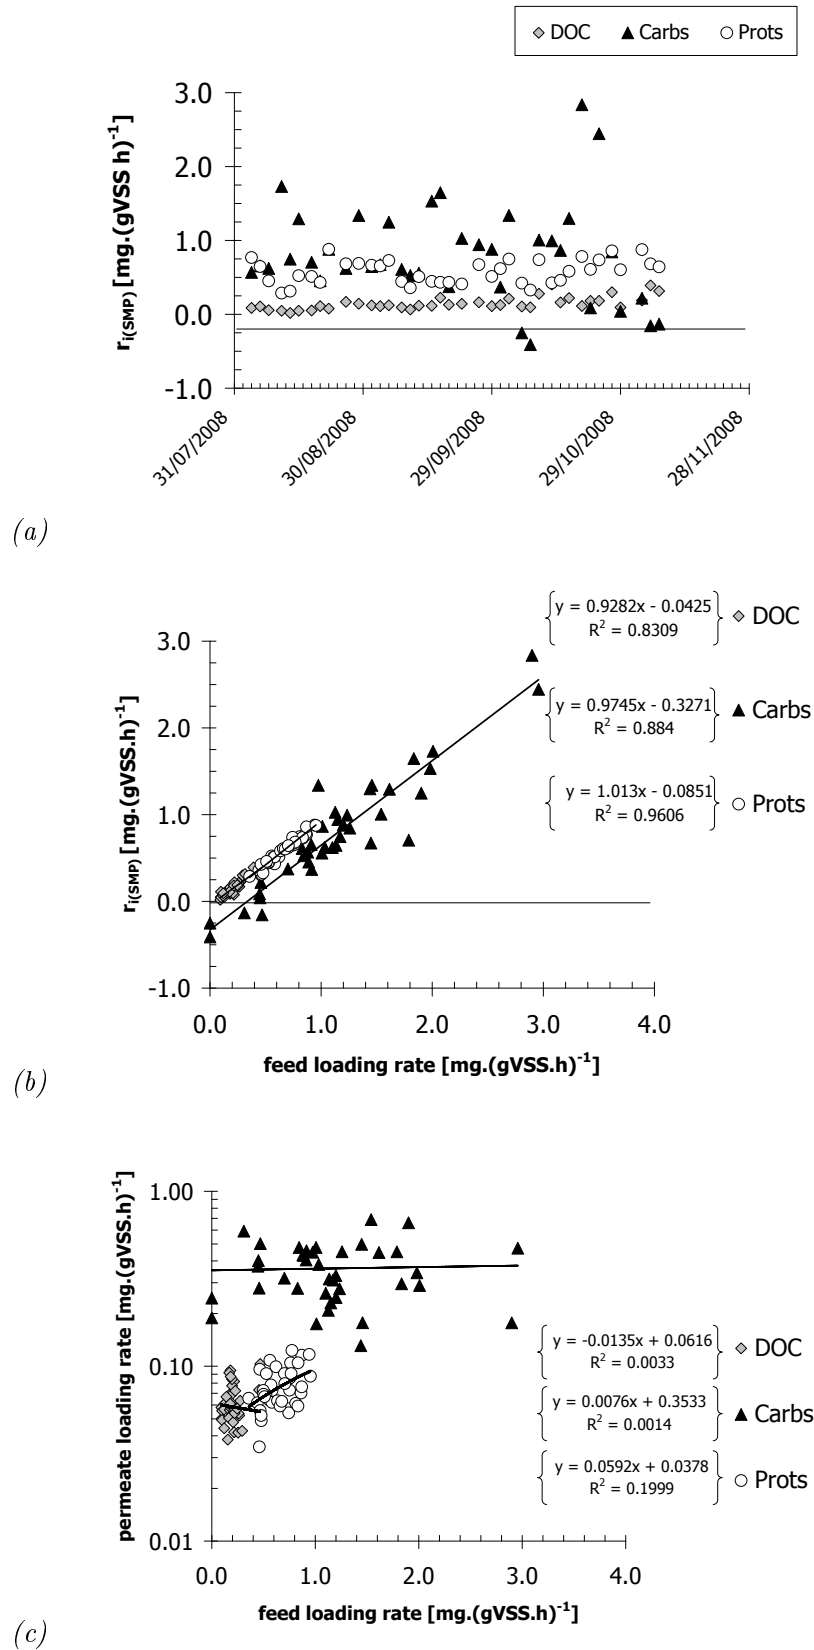 DOC Carbs Prots
r i(SMP) [mg.(gVSS h)-1]
3.0
2.0
1.0
0.0
-1.0
31/07/2008 30/08/2008 29/09/2008 29/10/2008 28/11/2008
(a)
y = 0.9282x - 0.0425
R2 = 0.8309
DOC
y = 0.9745x - 0.3271
R2 = 0.884
Carbs
y = 1.013x - 0.0851
R2 = 0.9606
Prots
r i(SMP) [mg.(gVSS.h)-1]
3.0
2.0
1.0
0.0
-1.0
0.0 1.0 2.0 3.0 4.0
feed loading rate [mg.(gVSS.h)-1]
(b)
permeate loading rate [mg.(gVSS.h)-1]
1.00
0.10
0.01
y = -0.0135x + 0.0616
R2 = 0.0033
DOC
y = 0.0076x + 0.3533
R2 = 0.0014
Carbs
y = 0.0592x + 0.0378
R2 = 0.1999
Prots
0.0 1.0 2.0 3.0 4.0
feed loading rate [mg.(gVSS.h)-1]
(c)